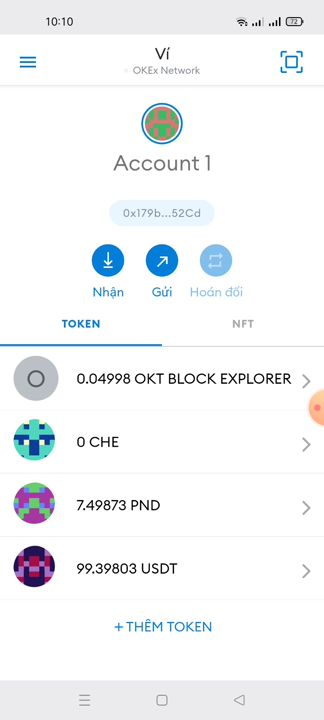 10:10
72
Ví
OKEx Network
Account 1
0x179b...52Cd
Nhận
Gửi
Hoán đổi
TOKEN
NFT
O
0.04998 OKT BLOCK EXPLORER
0 CHE
7.49873 PND
99.39803 USDT
+ THÊM TOKEN